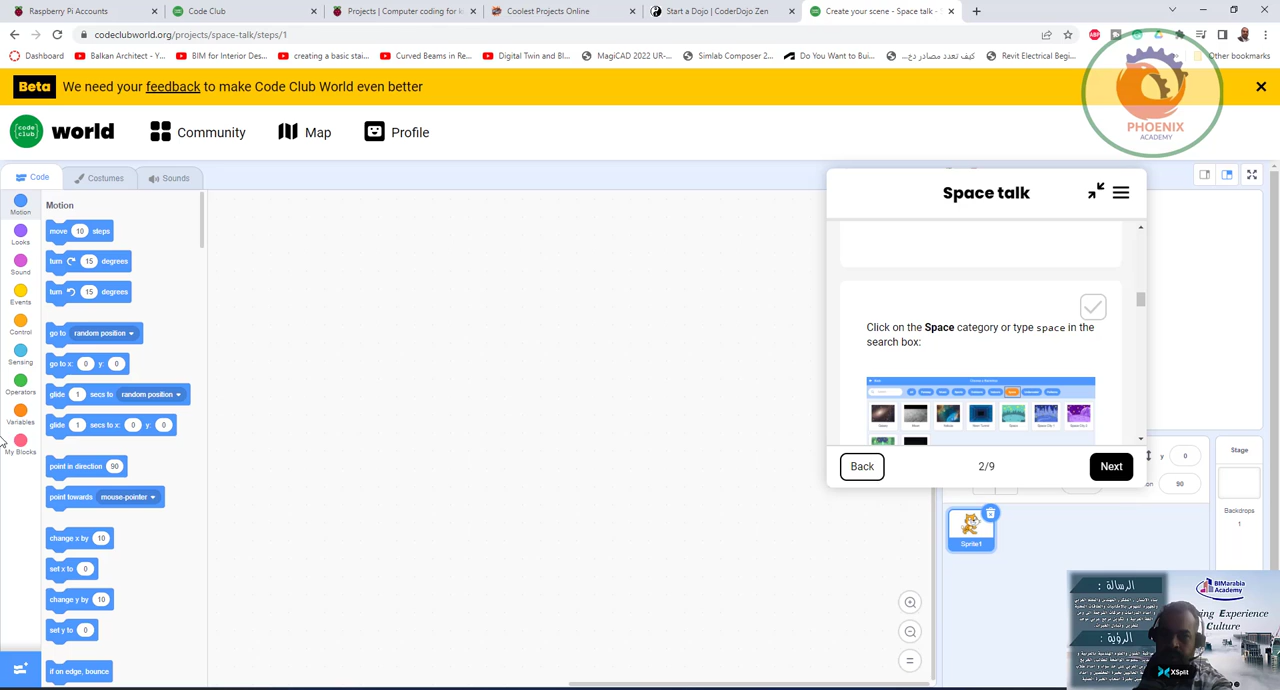 Raspberry Pi Accounts
Code Club
Projects | Computer coding for k
Coolest Projects Online
Start a Dojo | CoderDojo Zen
Create your scene - Space talk -
codeclubworld.org/projects/space-talk/steps/1
Dashboard
Balkan Architect - Y...
BIM for Interior Des...
creating a basic stai...
Curved Beams in Re...
Digital Twin and Bl...
MagiCAD 2022 UR-...
Simlab Composer ...
Do You Want to Bui...
كيف تعدد مصادر دح...
Revit Electrical Begi...
Other bookmarks
Beta We need your feedback to make Code Club World even better
code club
world
Community
Map
Profile
PHOENIX
ACADEMY
Code
Costumes
Sounds
Motion
Looks
Sound
Events
Control
Sensing
Operators
Variables
My Blocks
Motion
move 10 steps
turn 15 degrees
turn 15 degrees
go to random position
go to x: 0 y: 0
glide 1 secs to random position
glide 1 secs to x: 0 y: 0
point in direction 90
point towards mouse-pointer
change x by 10
set x to 0
change y by 10
set y to 0
if on edge, bounce
Space talk
Click on the Space category or type space in the
search box:
Back
2/9
Next
y 0
90
Sprite1
Stage
Backdrops
1
الرسالة :
الرؤية :
BIMarabia
Academy
Experience
Culture
XSplit